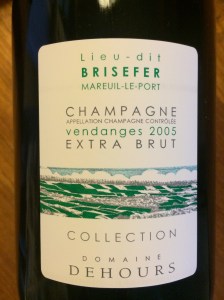 Lieu-dit
BRISEFER
MAREUIL-LE-PORT
CHAMPAGNE
APPELLATION CHAMPAGNE CONTRÔLÉE
vendanges 2005
EXTRA BRUT
COLLECTION
DOMAINE
DEHOURS